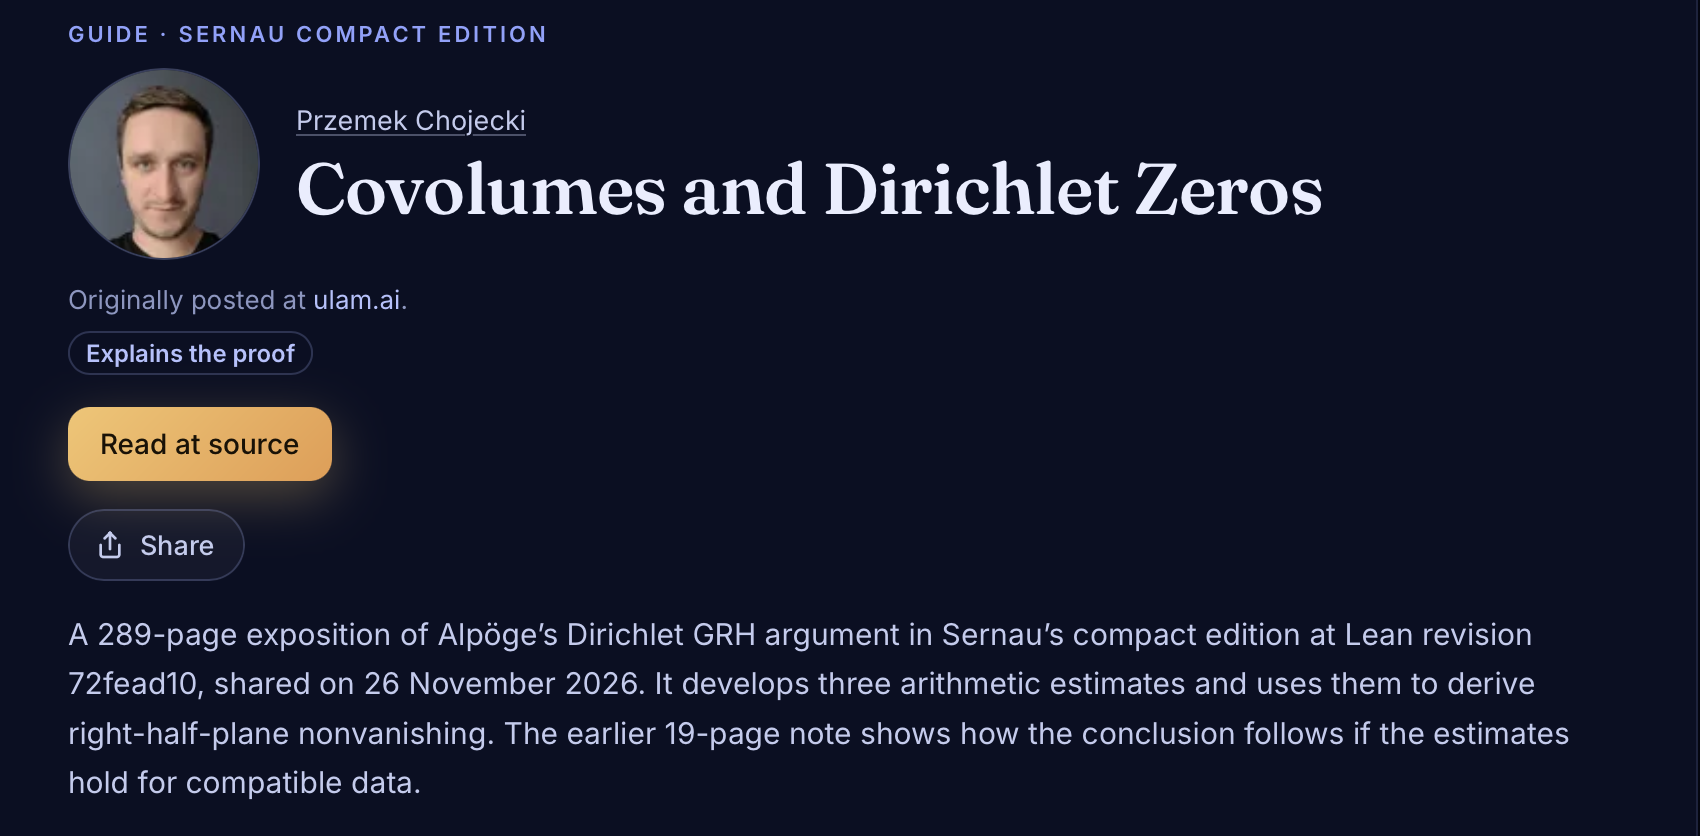 GUIDE · SERNAU COMPACT EDITION
Przemek Chojecki
Covolumes and Dirichlet Zeros
Originally posted at ulam.ai.
Explains the proof
Read at source
Share
A 289-page exposition of Alpöge’s Dirichlet GRH argument in Sernau’s compact edition at Lean revision
72fead10, shared on 26 November 2026. It develops three arithmetic estimates and uses them to derive
right-half-plane nonvanishing. The earlier 19-page note shows how the conclusion follows if the estimates
hold for compatible data.